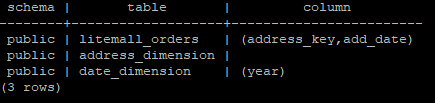 schema | table | column
--------+-------------------+------------------------
public | litemall_orders | (address_key,add_date)
public | address_dimension |
public | date_dimension | (year)
(3 rows)